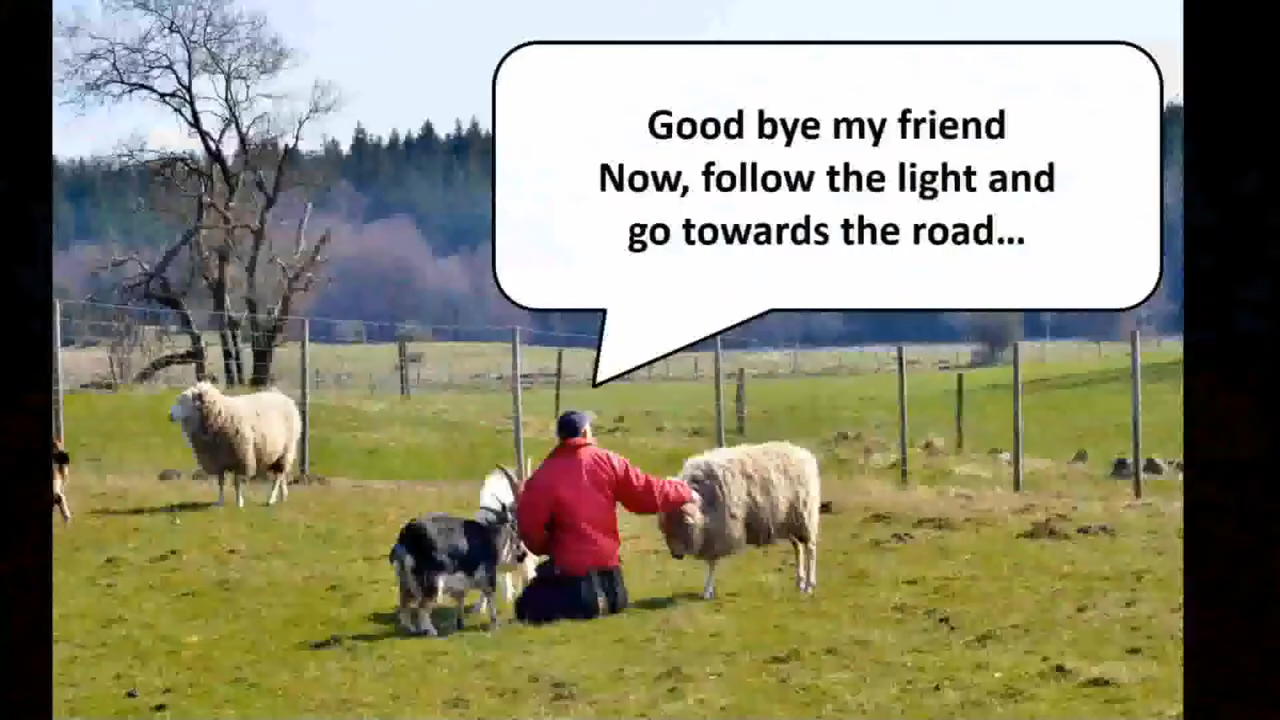 Good bye my friend
Now, follow the light and
go towards the road...